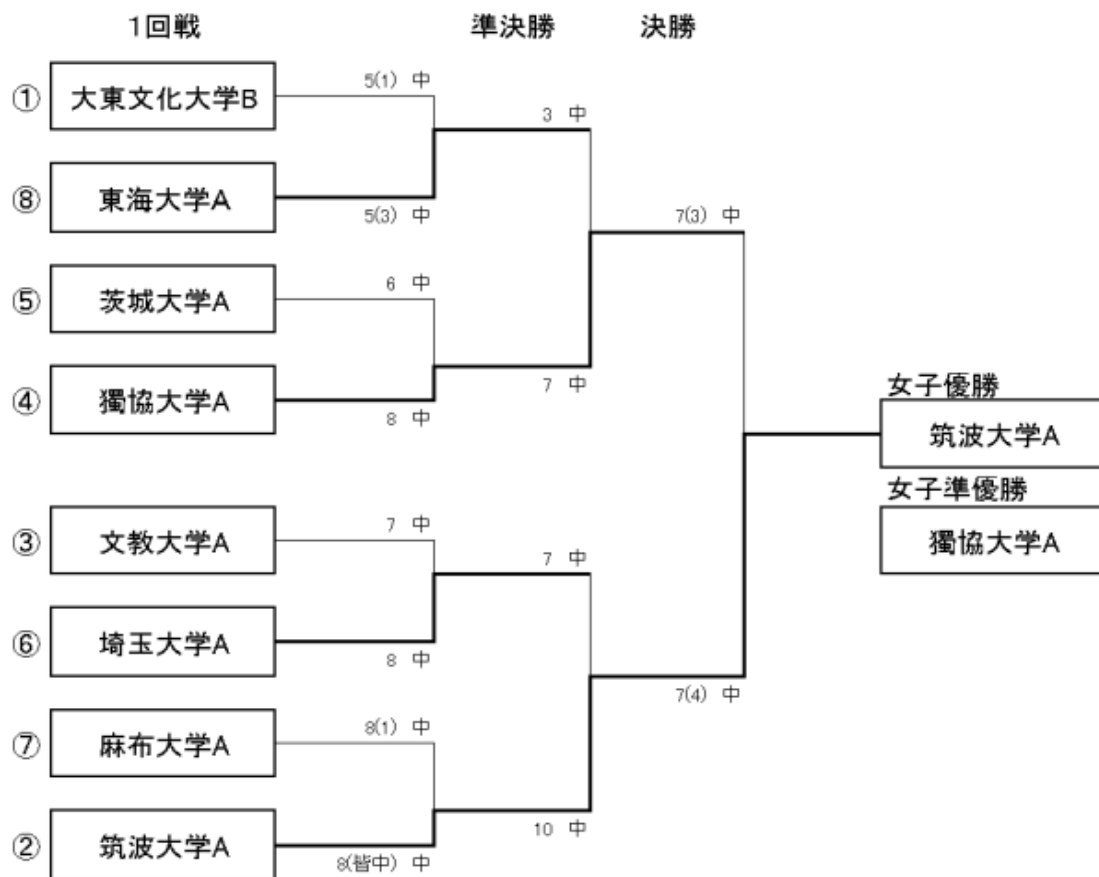 1回戦 準決勝 決勝
① 大東文化大学B
5(1) 中
3 中
⑧ 東海大学A
5(3) 中
7(3) 中
⑤ 茨城大学A
6 中
7 中
④ 獨協大学A
8 中
女子優勝
筑波大学A
女子準優勝
獨協大学A
③ 文教大学A
7 中
7 中
⑥ 埼玉大学A
8 中
7(4) 中
⑦ 麻布大学A
8(1) 中
10 中
② 筑波大学A
8(皆中) 中